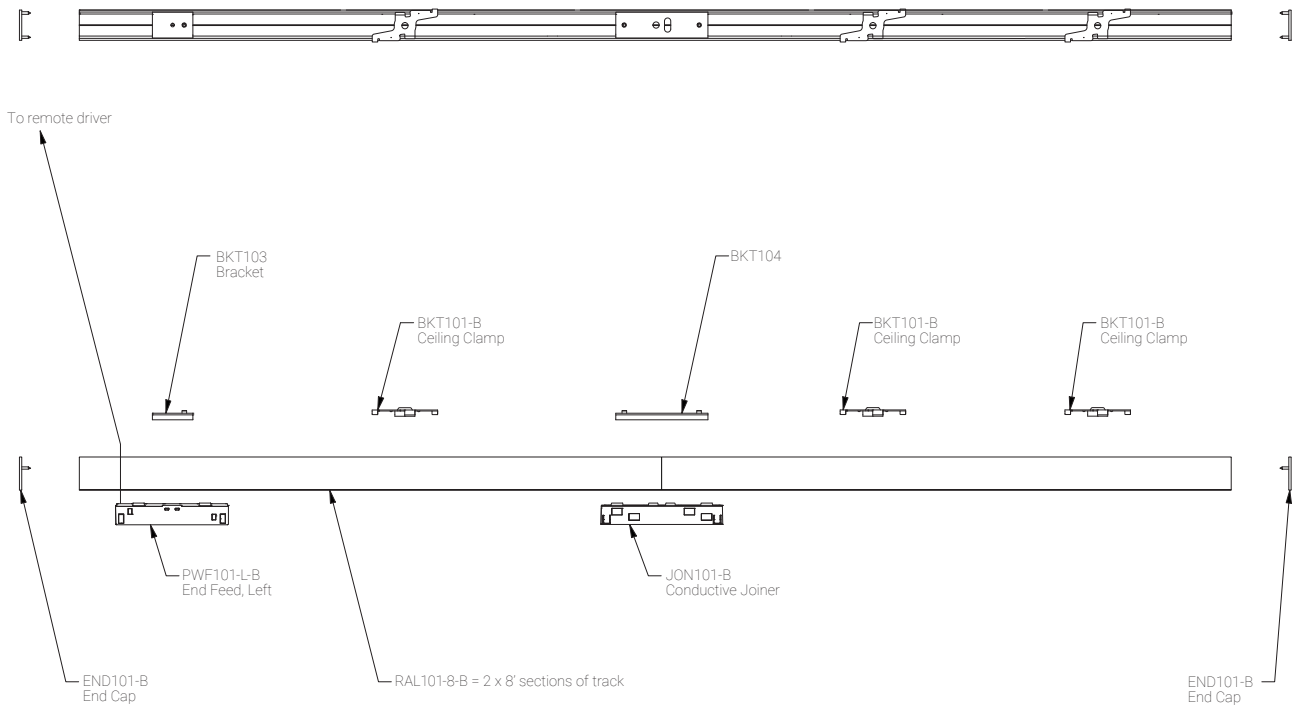 To remote driver
BKT103
Bracket
BKT104
BKT101-B
Ceiling Clamp
BKT101-B
Ceiling Clamp
BKT101-B
Ceiling Clamp
PWF101-L-B
End Feed, Left
JON101-B
Conductive Joiner
END101-B
End Cap
RAL101-8-B = 2 x 8' sections of track
END101-B
End Cap